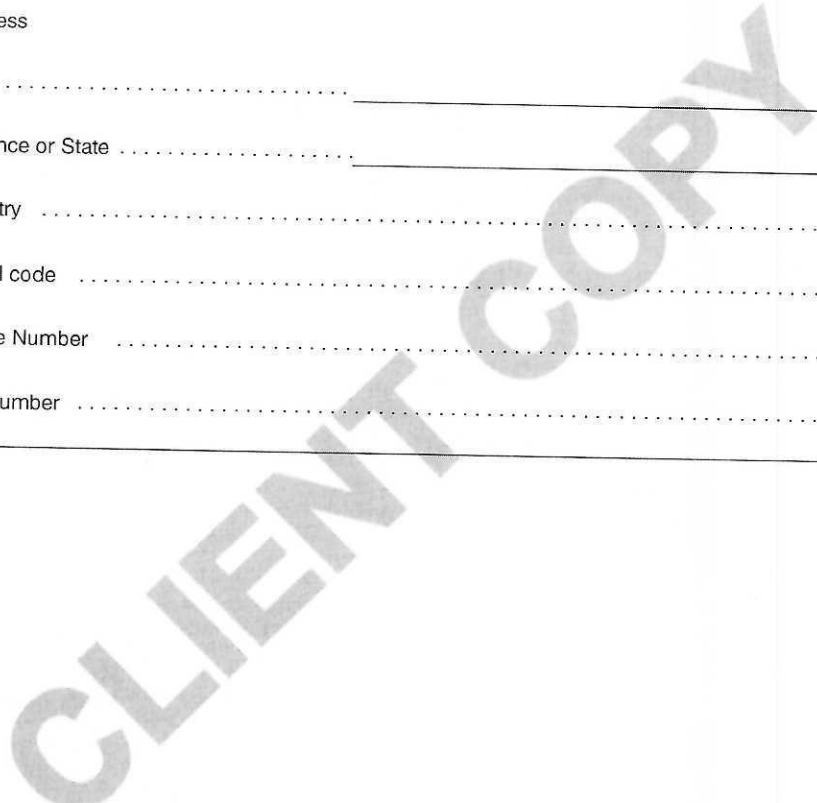 ess
. . . . . . . . . . . . . . . . . . . . . . . . . . . .
nce or State . . . . . . . . . . . . . . . . . . .
try . . . . . . . . . . . . . . . . . . . . . . . . . . . . . . . . . . . . . . . . . . . . . . . . . . . . . . . . . . . . . . .
l code . . . . . . . . . . . . . . . . . . . . . . . . . . . . . . . . . . . . . . . . . . . . . . . . . . . . . . . . . . . .
e Number . . . . . . . . . . . . . . . . . . . . . . . . . . . . . . . . . . . . . . . . . . . . . . . . . . . . . . . .
umber . . . . . . . . . . . . . . . . . . . . . . . . . . . . . . . . . . . . . . . . . . . . . . . . . . . . . . . . . . . .
CLIENT COPY